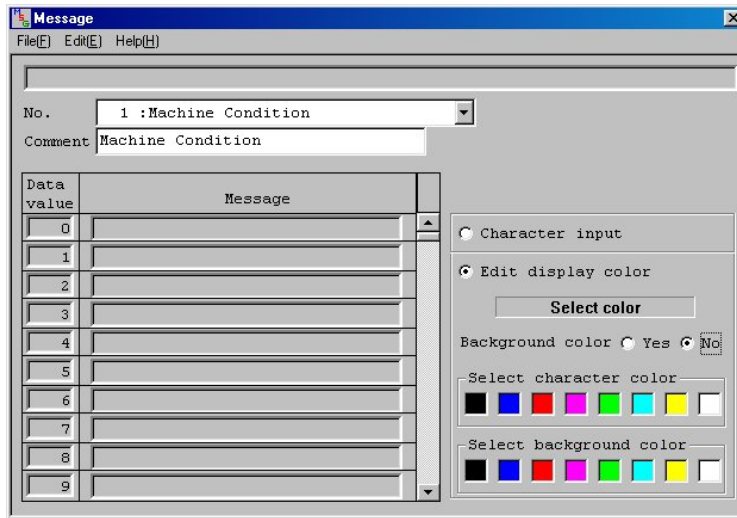 Message
File(F) Edit(E) Help(H)
No. 1 :Machine Condition
Comment Machine Condition
Data value
Message
0
1
2
3
4
5
6
7
8
9
Character input
Edit display color
Select color
Background color Yes No
Select character color
Select background color